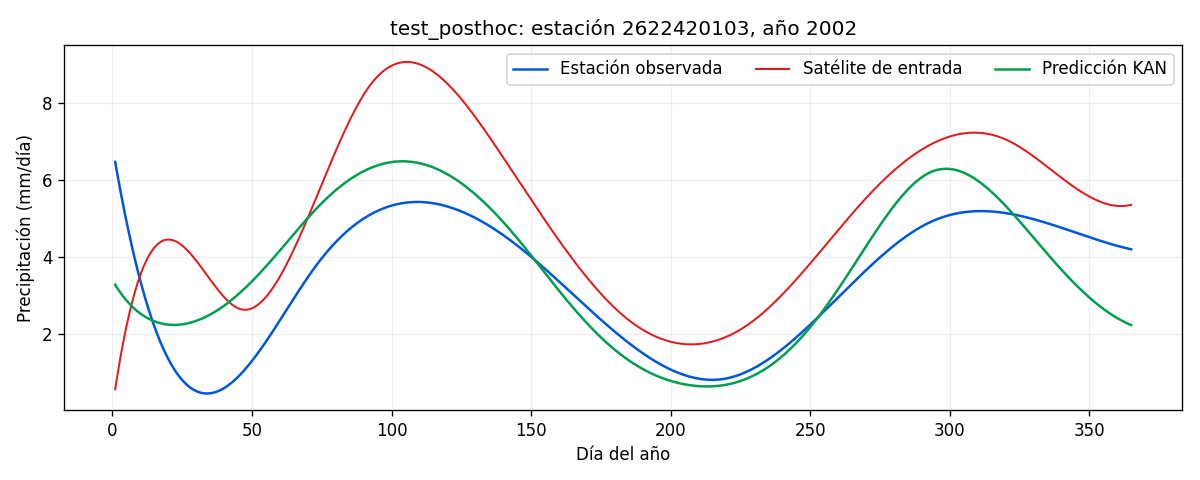 test_posthoc: estación 2622420103, año 2002
Estación observada Satélite de entrada Predicción KAN
Precipitación (mm/día)
8
6
4
2
0 50 100 150 200 250 300 350
Día del año